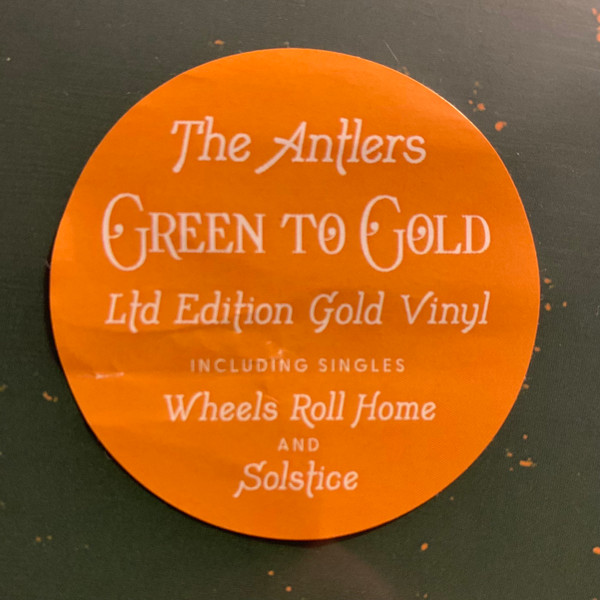 The Antlers
GREEN TO GOLD
Ltd Edition Gold Vinyl
INCLUDING SINGLES
Wheels Roll Home
AND
Solstice